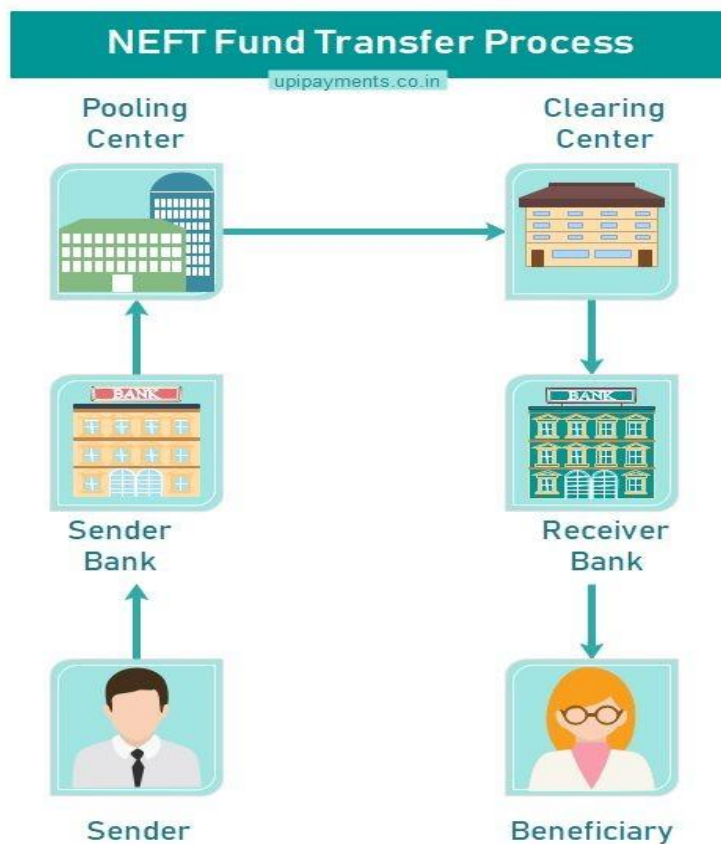 NEFT Fund Transfer Process
upipayments.co.in
Pooling
Center
Clearing
Center
BANK
BANK
Sender
Bank
Receiver
Bank
Sender
Beneficiary